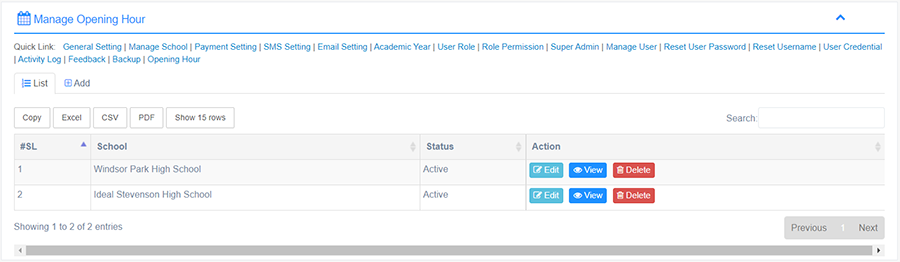 Manage Opening Hour
Quick Link: General Setting | Manage School | Payment Setting | SMS Setting | Email Setting | Academic Year | User Role | Role Permission | Super Admin | Manage User | Reset User Password | Reset Username | User Credential
| Activity Log | Feedback | Backup | Opening Hour
List Add
Copy Excel CSV PDF Show 15 rows Search:
#SL School Status Action
1 Windsor Park High School Active Edit View Delete
2 Ideal Stevenson High School Active Edit View Delete
Showing 1 to 2 of 2 entries Previous 1 Next